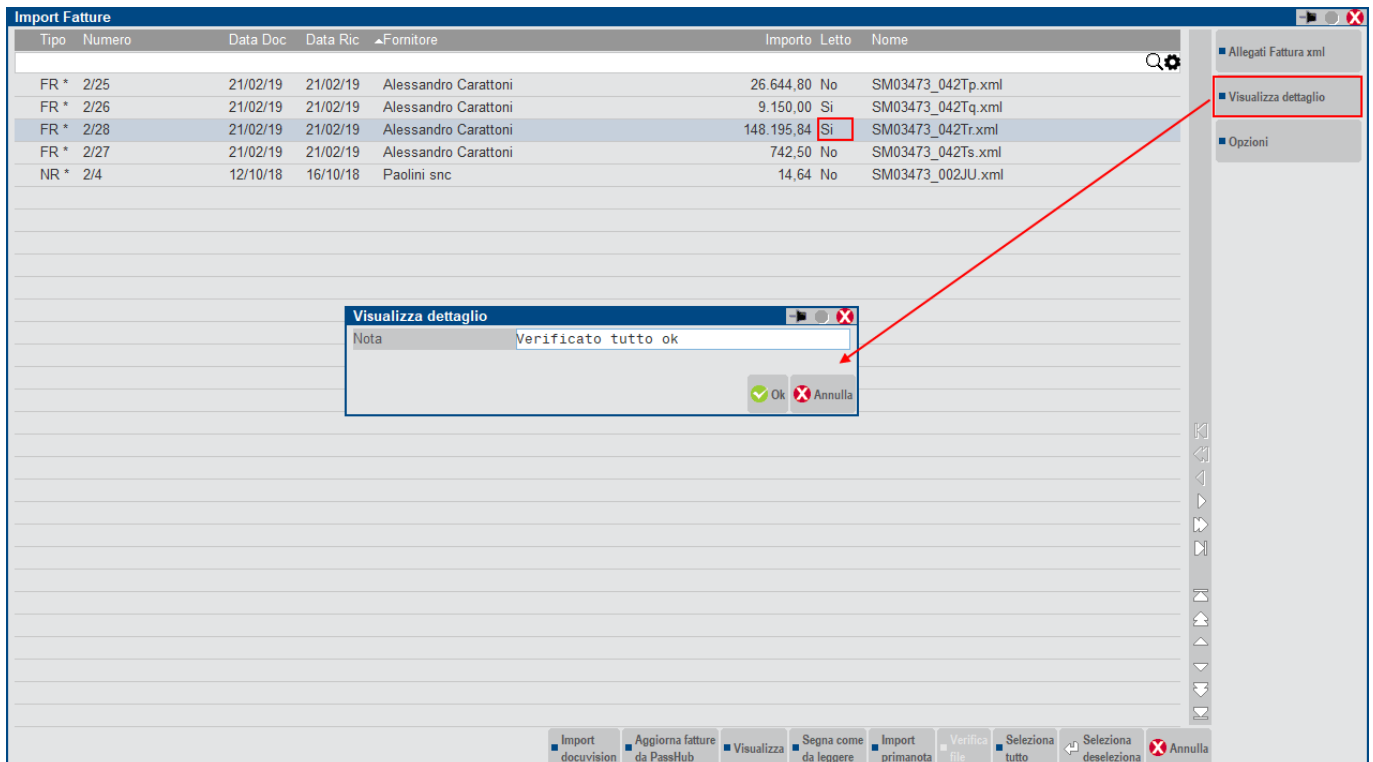 Import Fatture
Tipo Numero Data Doc Data Ric Fornitore Importo Letto Nome
FR * 2/25 21/02/19 21/02/19 Alessandro Carattoni 26.644,80 No SM03473_042Tp.xml
FR * 2/26 21/02/19 21/02/19 Alessandro Carattoni 9.150,00 Si SM03473_042Tq.xml
FR * 2/28 21/02/19 21/02/19 Alessandro Carattoni 148.195,84 Si SM03473_042Tr.xml
FR * 2/27 21/02/19 21/02/19 Alessandro Carattoni 742,50 No SM03473_042Ts.xml
NR * 2/4 12/10/18 16/10/18 Paolini snc 14,64 No SM03473_002JU.xml
Allegati Fattura xml
Visualizza dettaglio
Opzioni
Visualizza dettaglio
Nota Verificato tutto ok
Ok Annulla
Import docuvision
Aggiorna fatture da PassHub
Visualizza
Segna come da leggere
Import primanota
Verifica file
Seleziona tutto
Seleziona deseleziona
Annulla